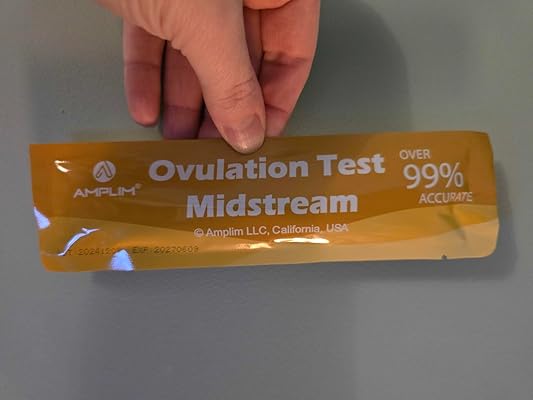 AMPLIM®
Ovulation Test
Midstream
OVER
99%
ACCURATE
© Amplim LLC, California, USA
EXP:20270609